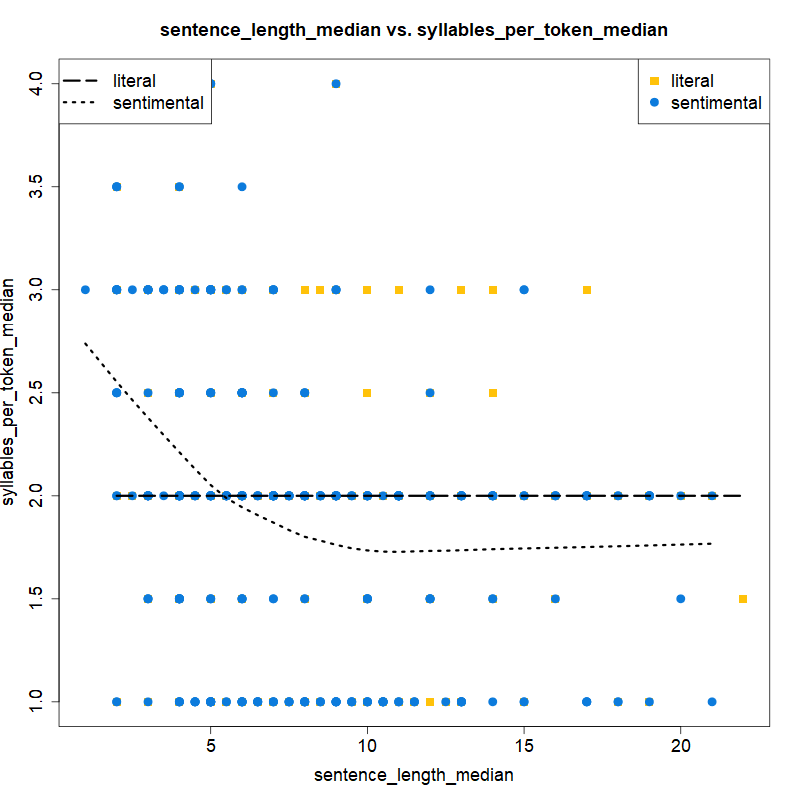 sentence_length_median vs. syllables_per_token_median
literal
sentimental
literal
sentimental
4.0
3.5
3.0
2.5
2.0
1.5
1.0
syllables_per_token_median
5
10
15
20
sentence_length_median